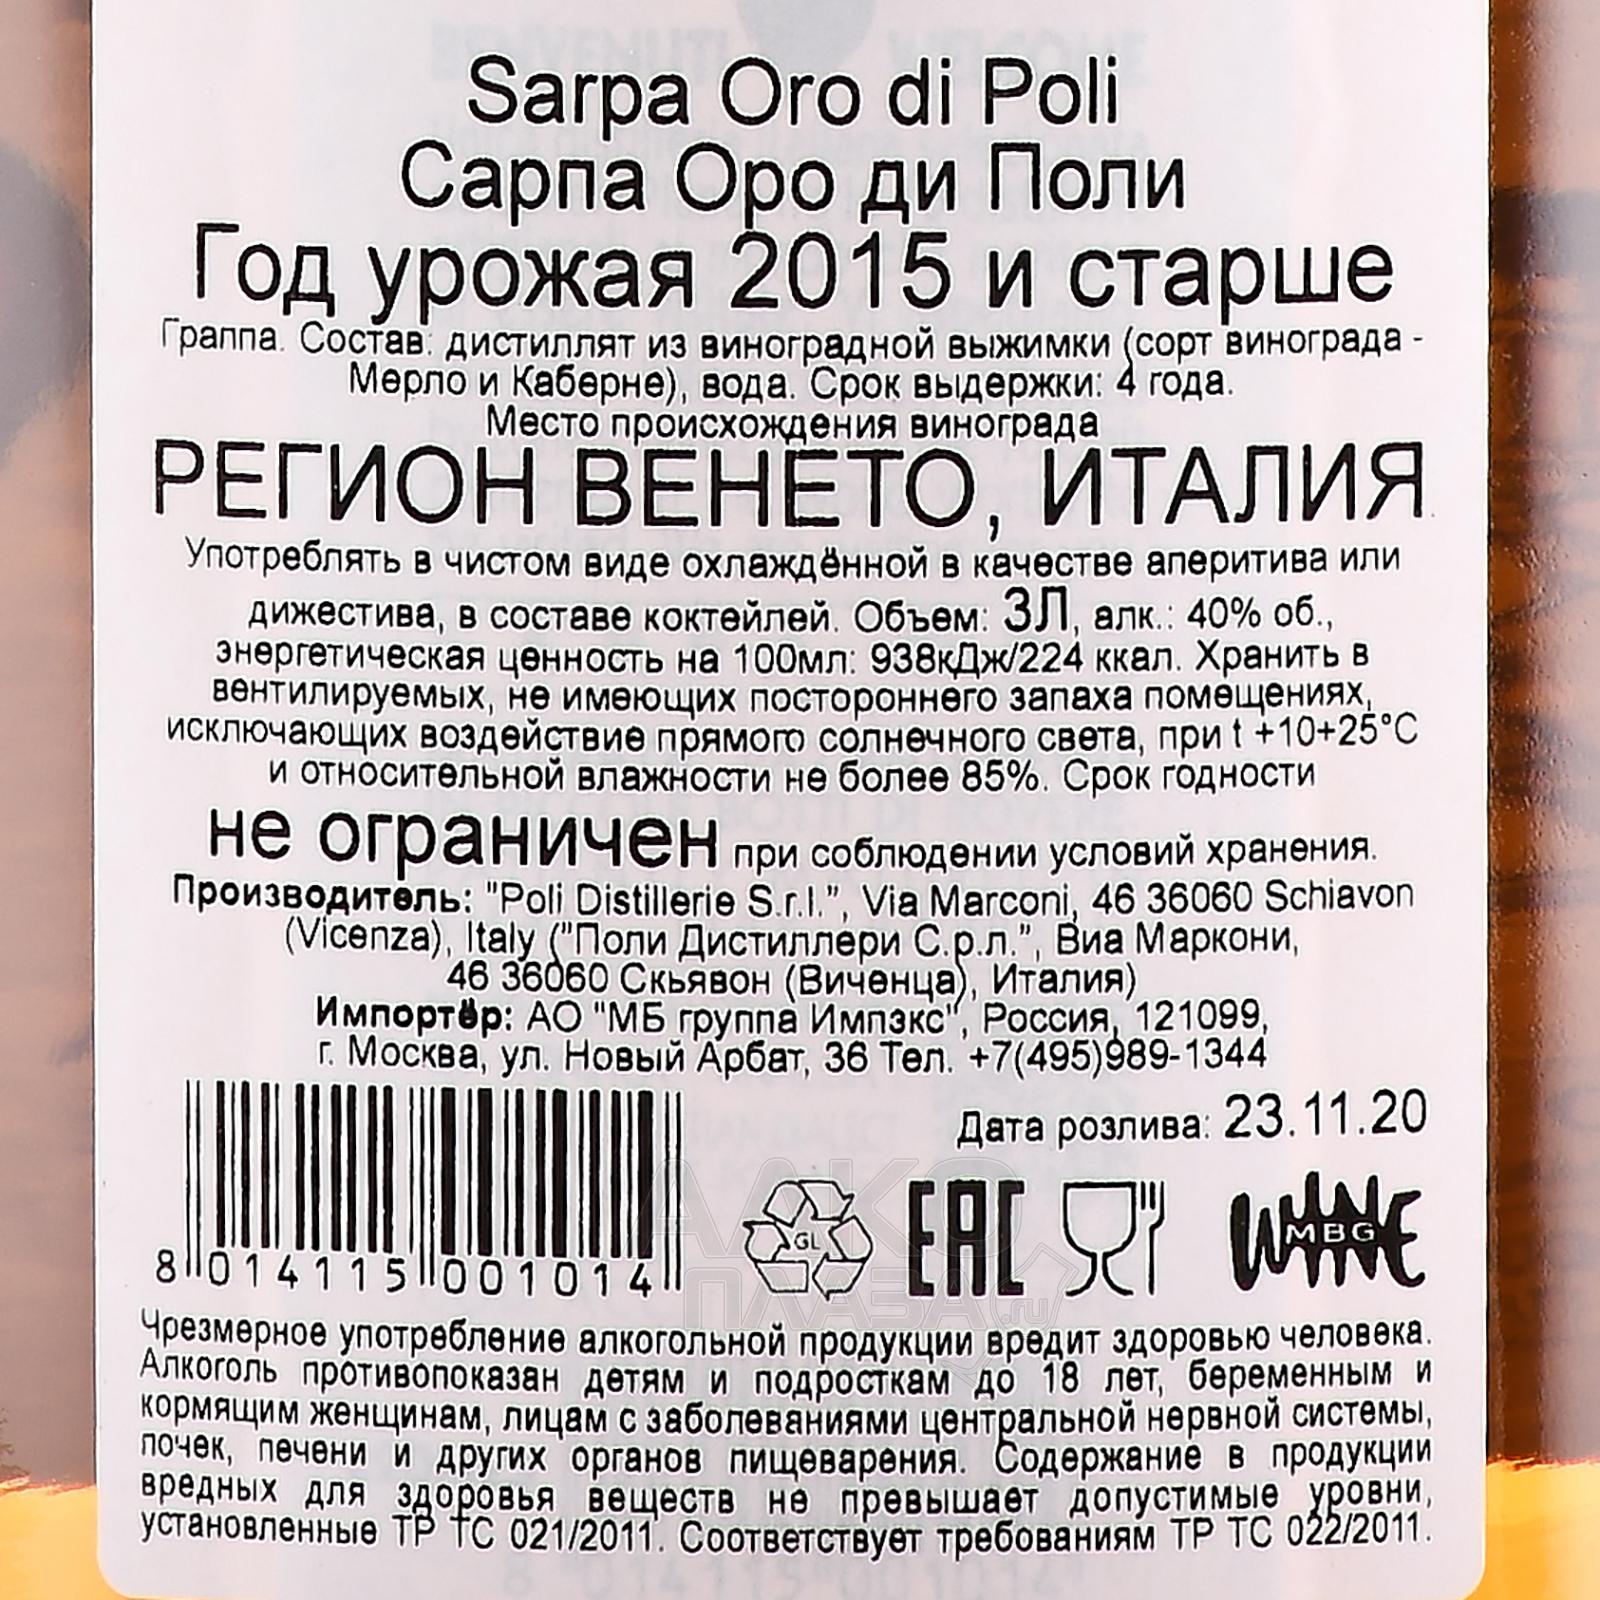 Sarpa Oro di Poli
Сарпа Оро ди Поли
Год урожая 2015 и старше
Граппа. Состав: дистиллят из виноградной выжимки (сорт винограда -
Мерло и Каберне), вода. Срок выдержки: 4 года.
Место происхождения винограда
РЕГИОН ВЕНЕТО, ИТАЛИЯ.
Употреблять в чистом виде охлаждённой в качестве аперитива или
дижестива, в составе коктейлей. Объем: 3Л, алк.: 40% об.,
энергетическая ценность на 100мл: 938кДж/224 ккал. Хранить в
вентилируемых, не имеющих постороннего запаха помещениях,
исключающих воздействие прямого солнечного света, при t +10+25°C
и относительной влажности не более 85%. Срок годности
не ограничен при соблюдении условий хранения.
Производитель: "Poli Distillerie S.r.l.", Via Marconi, 46 36060 Schiavon
(Vicenza), Italy ("Поли Дистиллери С.р.л.", Виа Маркони,
46 36060 Скьявон (Виченца), Италия)
Импортёр: АО "МБ группа Импэкс", Россия, 121099,
г. Москва, ул. Новый Арбат, 36 Тел. +7(495)989-1344
Дата розлива: 23.11.20
8 014115 001014
GL
EAC
WINE
MBG
АЛКО
ПЛАЗА.ru
Чрезмерное употребление алкогольной продукции вредит здоровью человека.
Алкоголь противопоказан детям и подросткам до 18 лет, беременным и
кормящим женщинам, лицам с заболеваниями центральной нервной системы,
почек, печени и других органов пищеварения. Содержание в продукции
вредных для здоровья веществ не превышает допустимые уровни,
установленные ТР ТС 021/2011. Соответствует требованиям ТР ТС 022/2011.